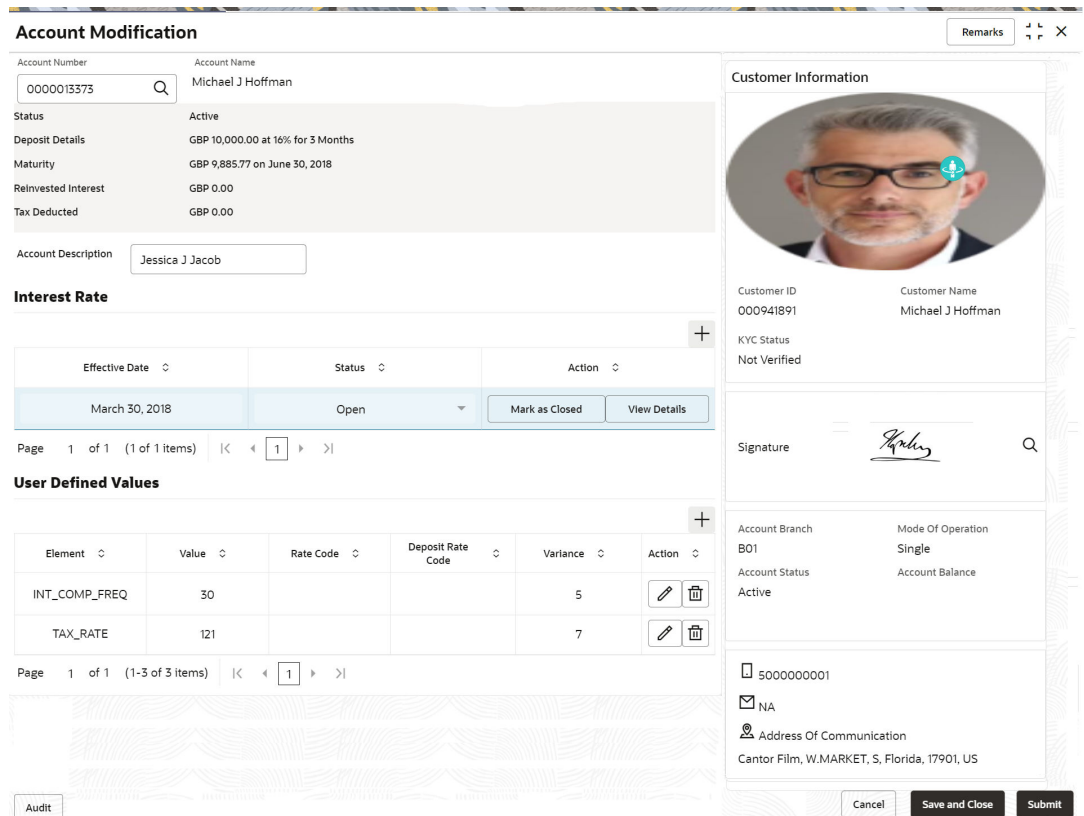 Account Modification
Remarks
Account Number Account Name
0000013373 Michael J Hoffman
Status Active
Deposit Details GBP 10,000.00 at 16% for 3 Months
Maturity GBP 9,885.77 on June 30, 2018
Reinvested Interest GBP 0.00
Tax Deducted GBP 0.00
Account Description Jessica J Jacob
Interest Rate
Effective Date Status Action
March 30, 2018 Open Mark as Closed View Details
Page 1 of 1 (1 of 1 items) 1
User Defined Values
Element Value Rate Code Deposit Rate Code Variance Action
INT_COMP_FREQ 30 5
TAX_RATE 121 7
Page 1 of 1 (1-3 of 3 items) 1
Audit
Customer Information
Customer ID Customer Name
000941891 Michael J Hoffman
KYC Status
Not Verified
Signature
Account Branch Mode Of Operation
B01 Single
Account Status Account Balance
Active
5000000001
NA
Address Of Communication
Cantor Film, W.MARKET, S, Florida, 17901, US
Cancel Save and Close Submit